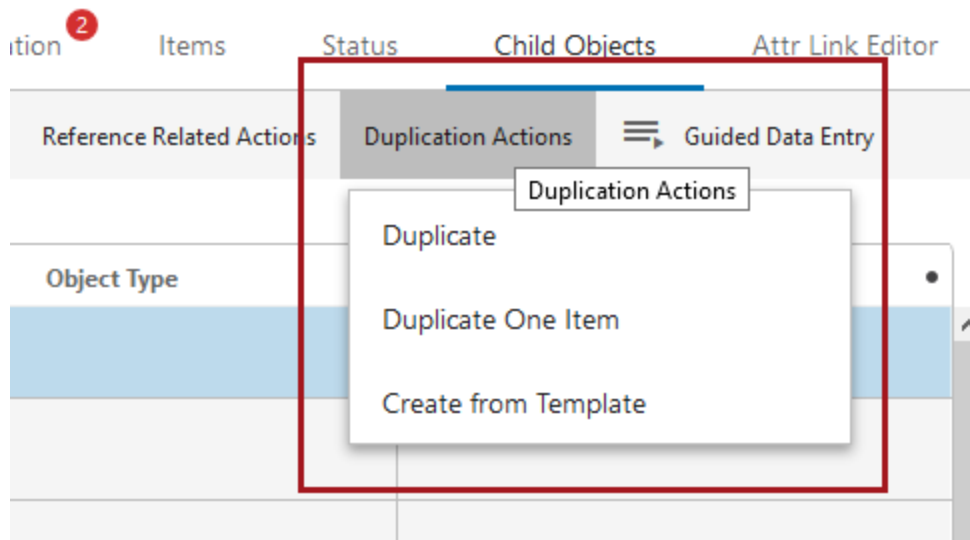 2
Items Status Child Objects Attr Link Editor
Reference Related Actions Duplication Actions Guided Data Entry
Duplication Actions
Duplicate
Object Type
Duplicate One Item
Create from Template